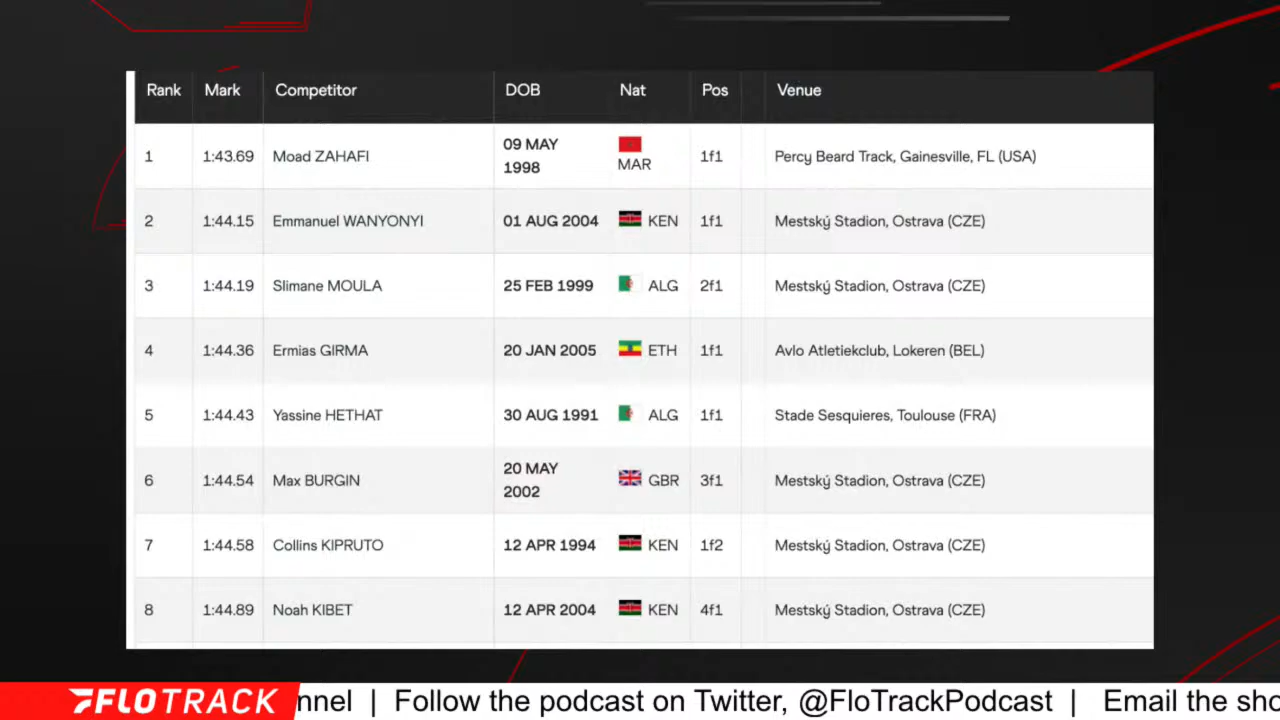 Rank Mark Competitor DOB Nat Pos Venue
1 1:43.69 Moad ZAHAFI 09 MAY 1998 MAR 1f1 Percy Beard Track, Gainesville, FL (USA)
2 1:44.15 Emmanuel WANYONYI 01 AUG 2004 KEN 1f1 Mestský Stadion, Ostrava (CZE)
3 1:44.19 Slimane MOULA 25 FEB 1999 ALG 2f1 Mestský Stadion, Ostrava (CZE)
4 1:44.36 Ermias GIRMA 20 JAN 2005 ETH 1f1 Avlo Atletiekclub, Lokeren (BEL)
5 1:44.43 Yassine HETHAT 30 AUG 1991 ALG 1f1 Stade Sesquieres, Toulouse (FRA)
6 1:44.54 Max BURGIN 20 MAY 2002 GBR 3f1 Mestský Stadion, Ostrava (CZE)
7 1:44.58 Collins KIPRUTO 12 APR 1994 KEN 1f2 Mestský Stadion, Ostrava (CZE)
8 1:44.89 Noah KIBET 12 APR 2004 KEN 4f1 Mestský Stadion, Ostrava (CZE)
FLOTRACK nnel | Follow the podcast on Twitter, @FloTrackPodcast | Email the sho